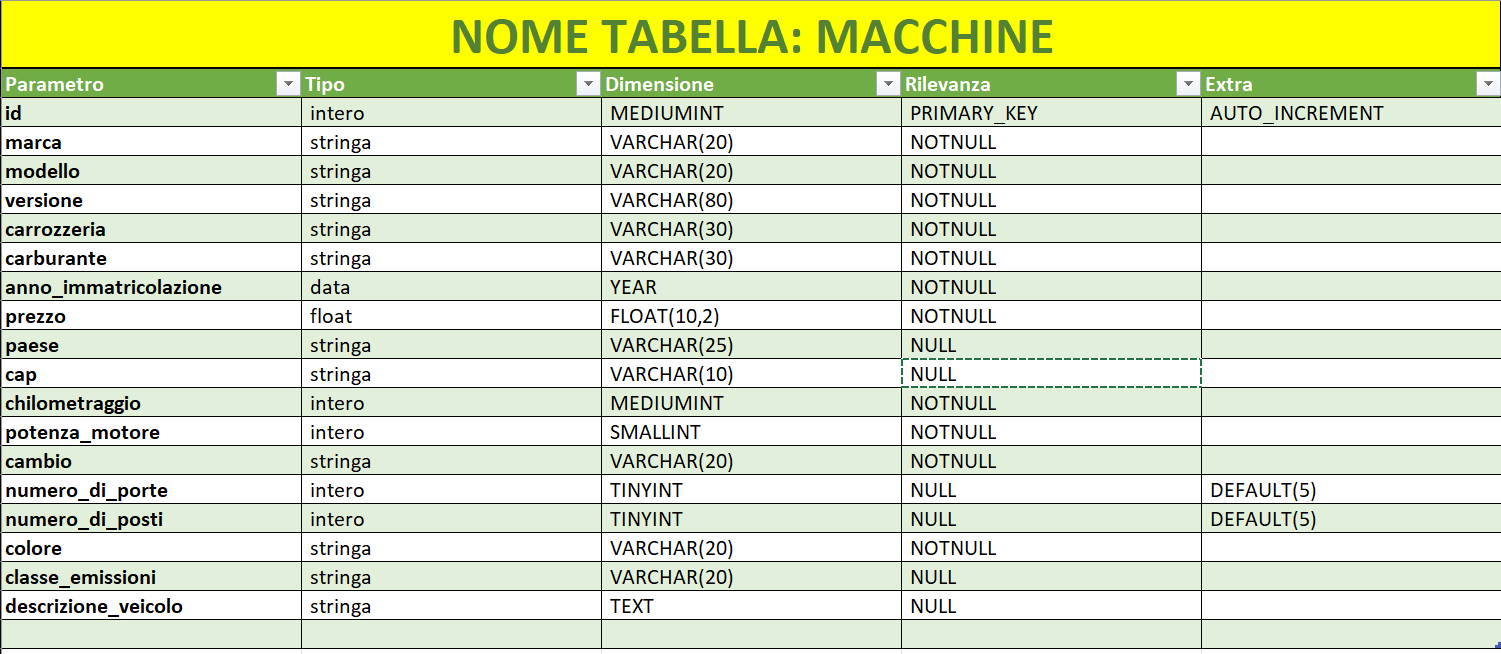 NOME TABELLA: MACCHINE
Parametro Tipo Dimensione Rilevanza Extra
id intero MEDIUMINT PRIMARY_KEY AUTO_INCREMENT
marca stringa VARCHAR(20) NOTNULL
modello stringa VARCHAR(20) NOTNULL
versione stringa VARCHAR(80) NOTNULL
carrozzeria stringa VARCHAR(30) NOTNULL
carburante stringa VARCHAR(30) NOTNULL
anno_immatricolazione data YEAR NOTNULL
prezzo float FLOAT(10,2) NOTNULL
paese stringa VARCHAR(25) NULL
cap stringa VARCHAR(10) NULL
chilometraggio intero MEDIUMINT NOTNULL
potenza_motore intero SMALLINT NOTNULL
cambio stringa VARCHAR(20) NOTNULL
numero_di_porte intero TINYINT NULL DEFAULT(5)
numero_di_posti intero TINYINT NULL DEFAULT(5)
colore stringa VARCHAR(20) NOTNULL
classe_emissioni stringa VARCHAR(20) NULL
descrizione_veicolo stringa TEXT NULL